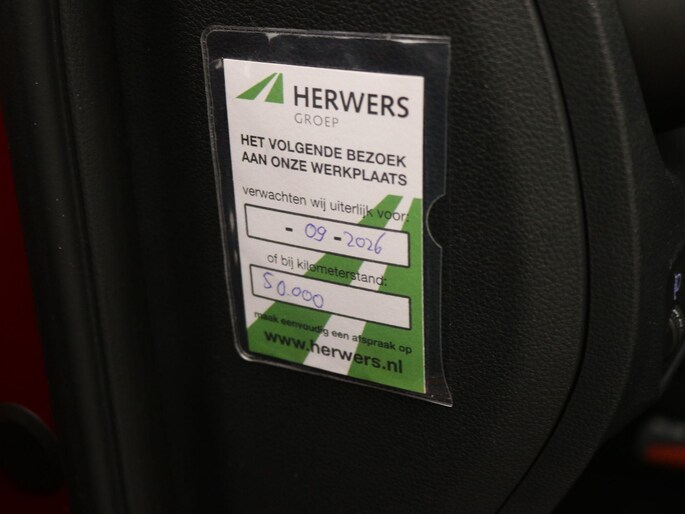 HERWERS
GROEP
HET VOLGENDE BEZOEK
AAN ONZE WERKPLAATS
verwachten wij uiterlijk voor:
- 09 - 2026
of bij kilometerstand:
50.000
maak eenvoudig een afspraak op
www.herwers.nl